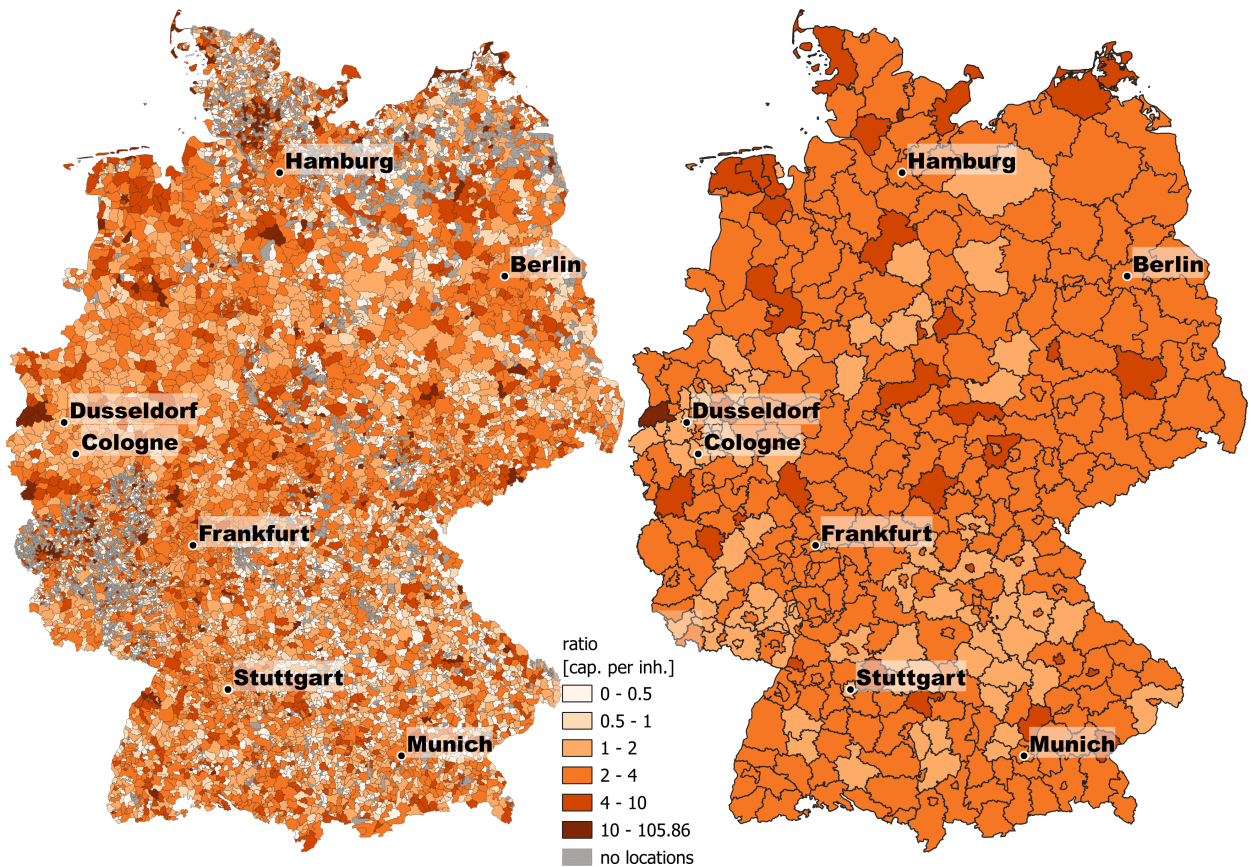 Hamburg
Hamburg
Berlin
Berlin
Dusseldorf
Dusseldorf
Cologne
Cologne
Frankfurt
Frankfurt
ratio
[cap. per inh.]
Stuttgart
Stuttgart
0 - 0.5
0.5 - 1
1 - 2
Munich
Munich
2 - 4
4 - 10
10 - 105.86
no locations